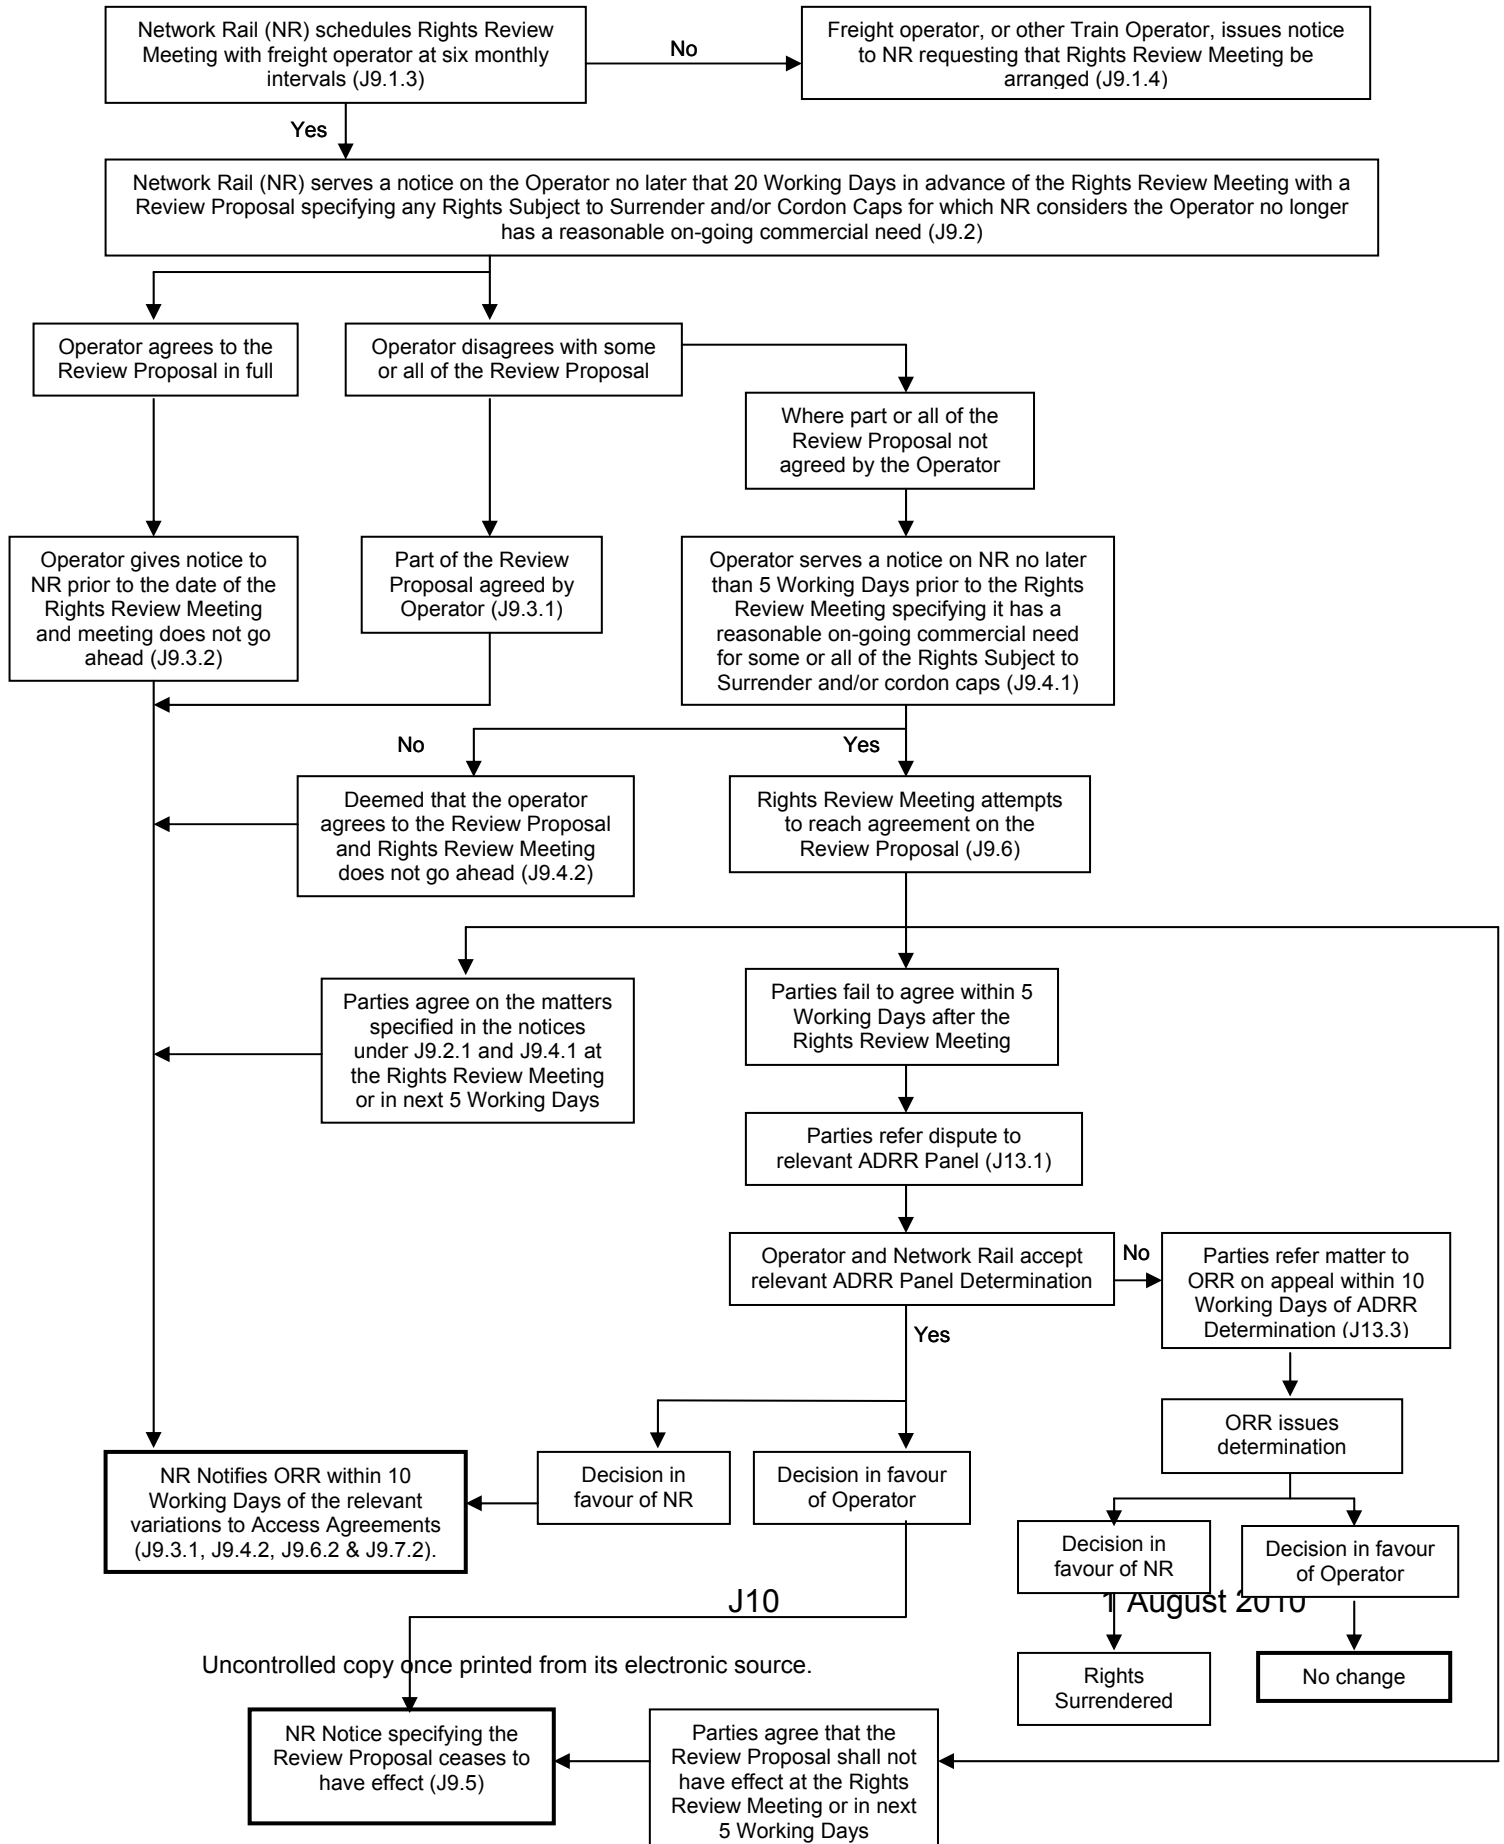 Network Rail (NR) schedules Rights Review
Meeting with freight operator at six monthly
intervals (J9.1.3)
No
Freight operator, or other Train Operator, issues notice
to NR requesting that Rights Review Meeting be
arranged (J9.1.4)
Yes
Network Rail (NR) serves a notice on the Operator no later that 20 Working Days in advance of the Rights Review Meeting with a
Review Proposal specifying any Rights Subject to Surrender and/or Cordon Caps for which NR considers the Operator no longer
has a reasonable on-going commercial need (J9.2)
Operator agrees to the
Review Proposal in full
Operator disagrees with some
or all of the Review Proposal
Where part or all of the
Review Proposal not
agreed by the Operator
Operator gives notice to
NR prior to the date of the
Rights Review Meeting
and meeting does not go
ahead (J9.3.2)
Part of the Review
Proposal agreed by
Operator (J9.3.1)
Operator serves a notice on NR no later
than 5 Working Days prior to the Rights
Review Meeting specifying it has a
reasonable on-going commercial need
for some or all of the Rights Subject to
Surrender and/or cordon caps (J9.4.1)
No
Yes
Deemed that the operator
agrees to the Review Proposal
and Rights Review Meeting
does not go ahead (J9.4.2)
Rights Review Meeting attempts
to reach agreement on the
Review Proposal (J9.6)
Parties agree on the matters
specified in the notices
under J9.2.1 and J9.4.1 at
the Rights Review Meeting
or in next 5 Working Days
Parties fail to agree within 5
Working Days after the
Rights Review Meeting
Parties refer dispute to
relevant ADRR Panel (J13.1)
Operator and Network Rail accept
relevant ADRR Panel Determination
No
Parties refer matter to
ORR on appeal within 10
Working Days of ADRR
Determination (J13.3)
Yes
ORR issues
determination
NR Notifies ORR within 10
Working Days of the relevant
variations to Access Agreements
(J9.3.1, J9.4.2, J9.6.2 & J9.7.2).
Decision in
favour of NR
Decision in favour
of Operator
Decision in
favour of NR
Decision in favour
of Operator
J10
1 August 2010
Uncontrolled copy once printed from its electronic source.
Rights
Surrendered
No change
NR Notice specifying the
Review Proposal ceases to
have effect (J9.5)
Parties agree that the
Review Proposal shall not
have effect at the Rights
Review Meeting or in next
5 Working Days